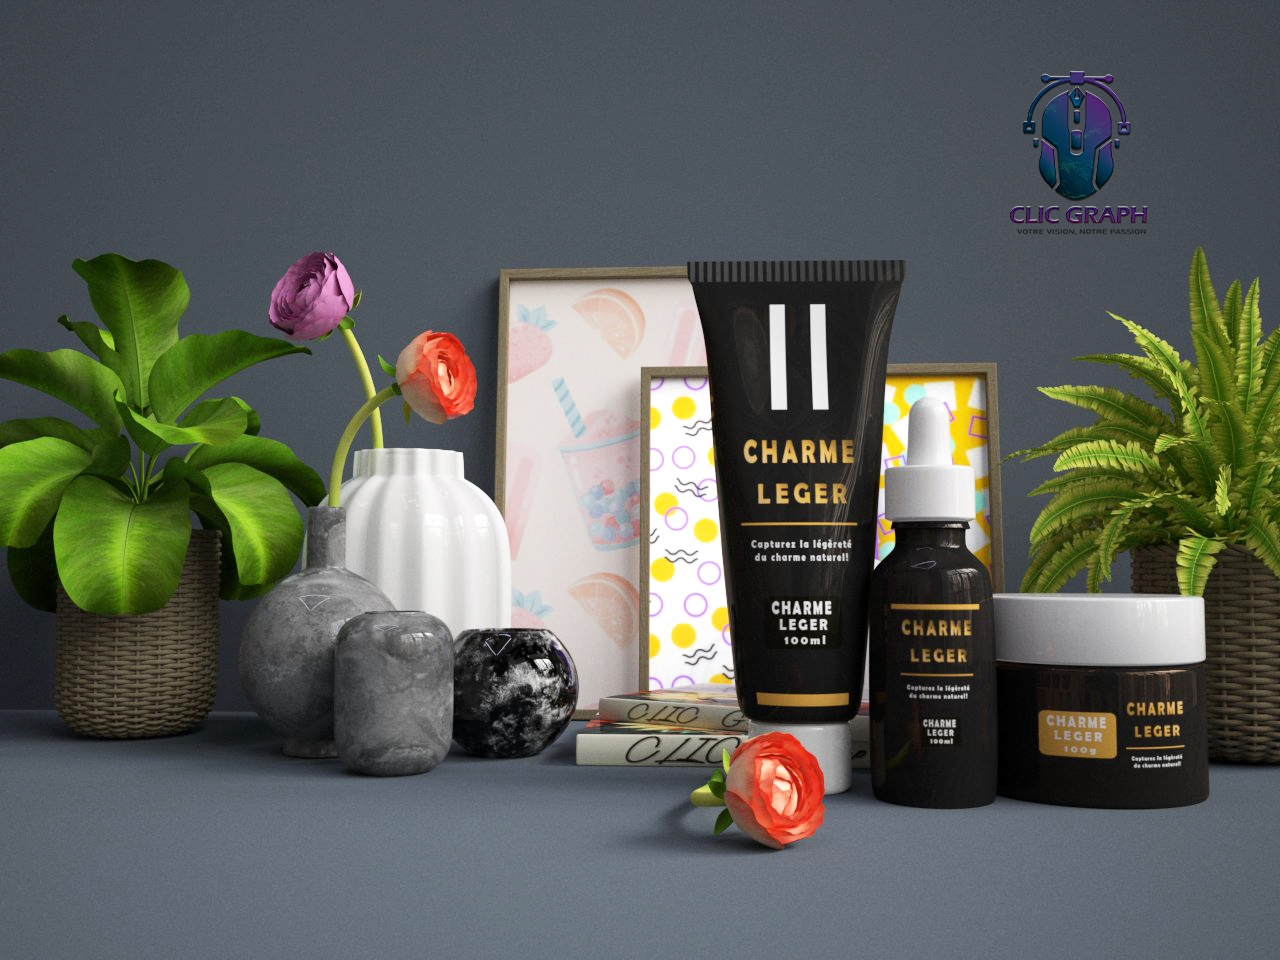 CLIC GRAPH
VOTRE VISION, NOTRE PASSION
CHARME
LEGER
Capturez la légèreté
du charme naturel!
CHARME
LEGER
100ml
CHARME
LEGER
Capturez la légèreté
du charme naturel!
CHARME
LEGER
100ml
CHARME
LEGER
100g
CHARME
LEGER
Capturez la légèreté
du charme naturel!
CLIC G
CLIC